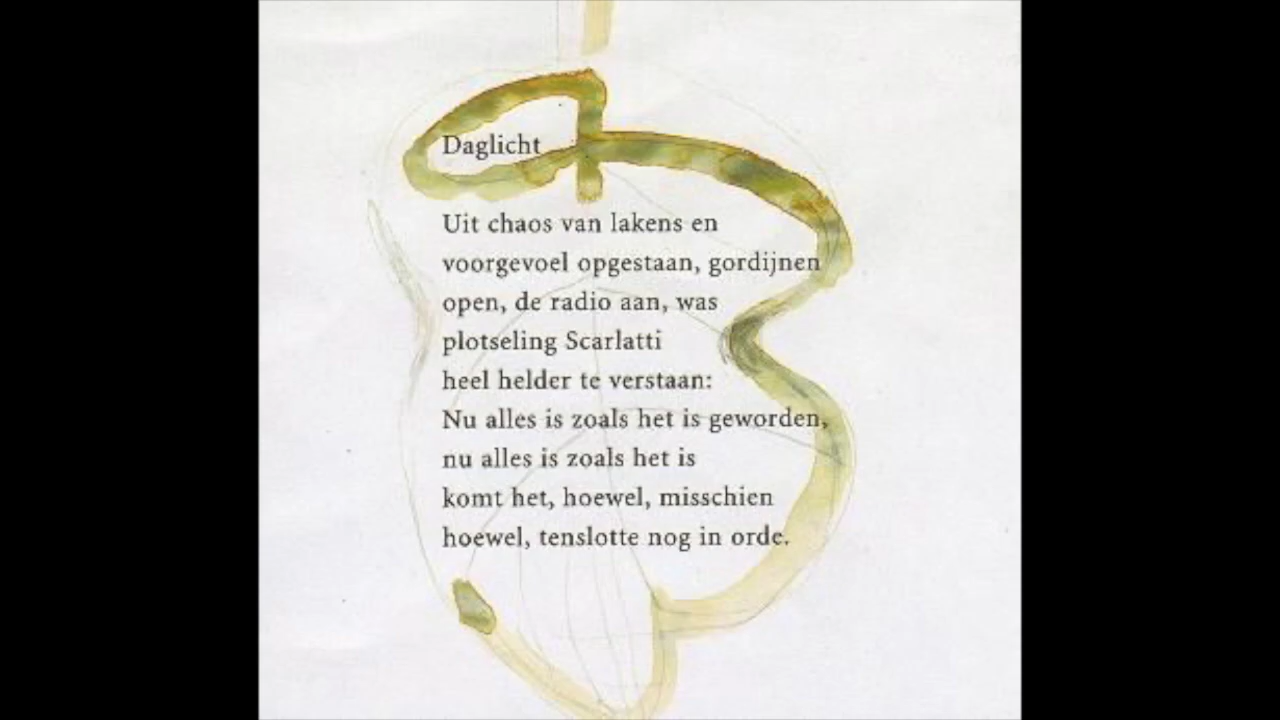 Daglicht
Uit chaos van lakens en
voorgevoel opgestaan, gordijnen
open, de radio aan, was
plotseling Scarlatti
heel helder te verstaan:
Nu alles is zoals het is geworden,
nu alles is zoals het is
komt het, hoewel, misschien
hoewel, tenslotte nog in orde.